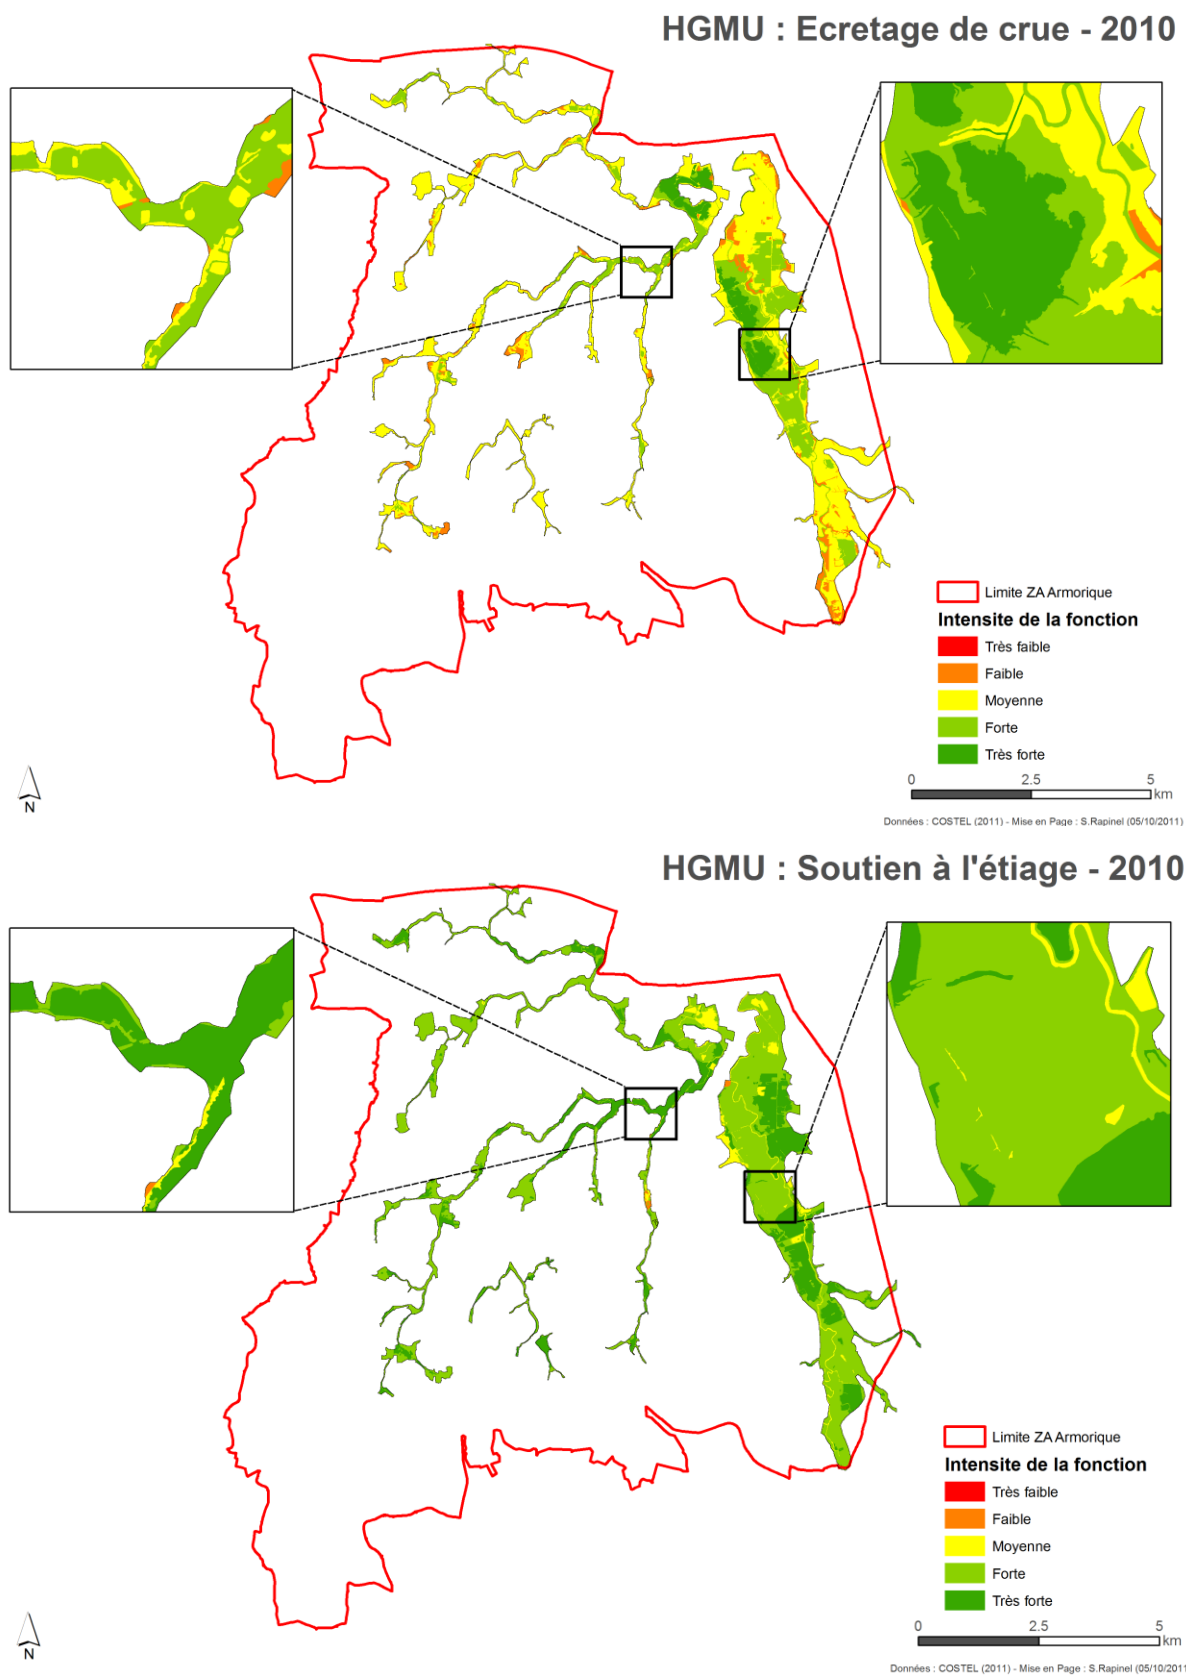 HGMU : Ecretage de crue - 2010
Limite ZA Armorique
Intensite de la fonction
Très faible
Faible
Moyenne
Forte
Très forte
N
0 2.5 5
km
Données : COSTEL (2011) - Mise en Page : S.Rapinel (05/10/2011)
HGMU : Soutien à l'étiage - 2010
Limite ZA Armorique
Intensite de la fonction
Très faible
Faible
Moyenne
Forte
Très forte
N
0 2.5 5
km
Données : COSTEL (2011) - Mise en Page : S.Rapinel (05/10/2011